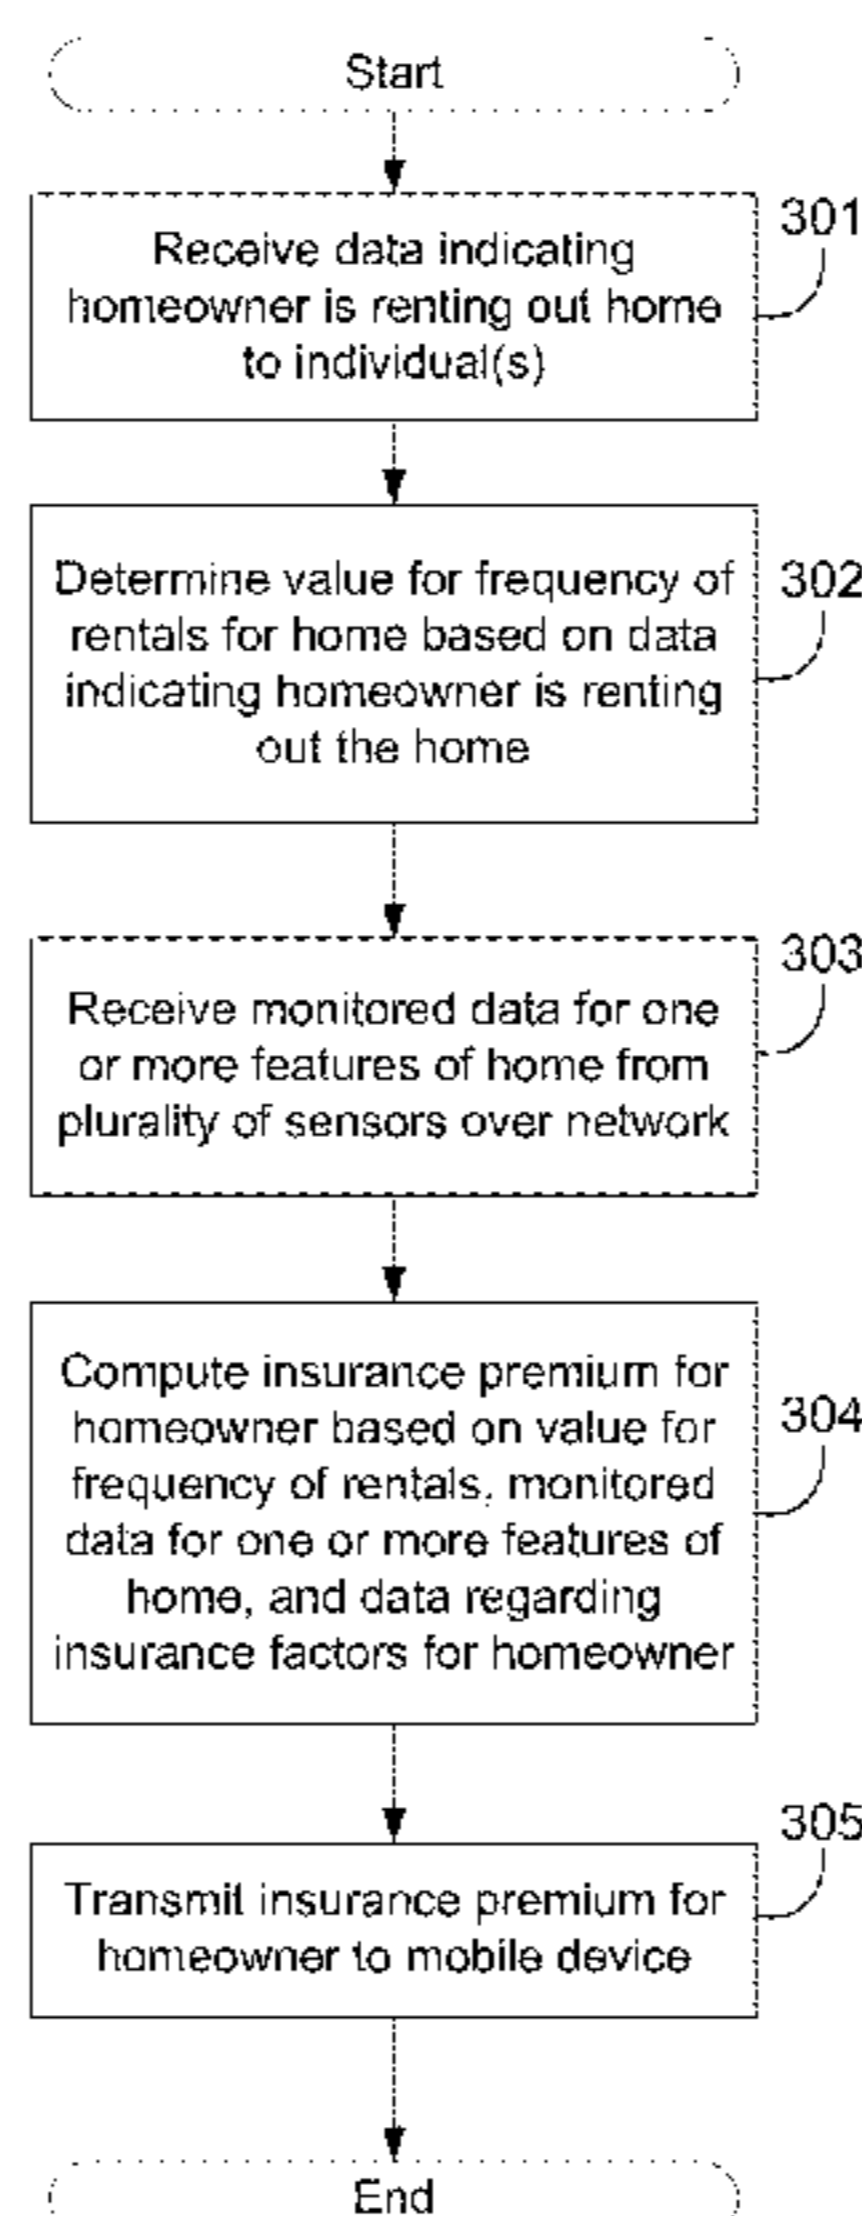 Start
301
Receive data indicating
homeowner is renting out home
to individual(s)
302
Determine value for frequency of
rentals for home based on data
indicating homeowner is renting
out the home
303
Receive monitored data for one
or more features of home from
plurality of sensors over network
304
Compute insurance premium for
homeowner based on value for
frequency of rentals, monitored
data for one or more features of
home, and data regarding
insurance factors for homeowner
305
Transmit insurance premium for
homeowner to mobile device
End